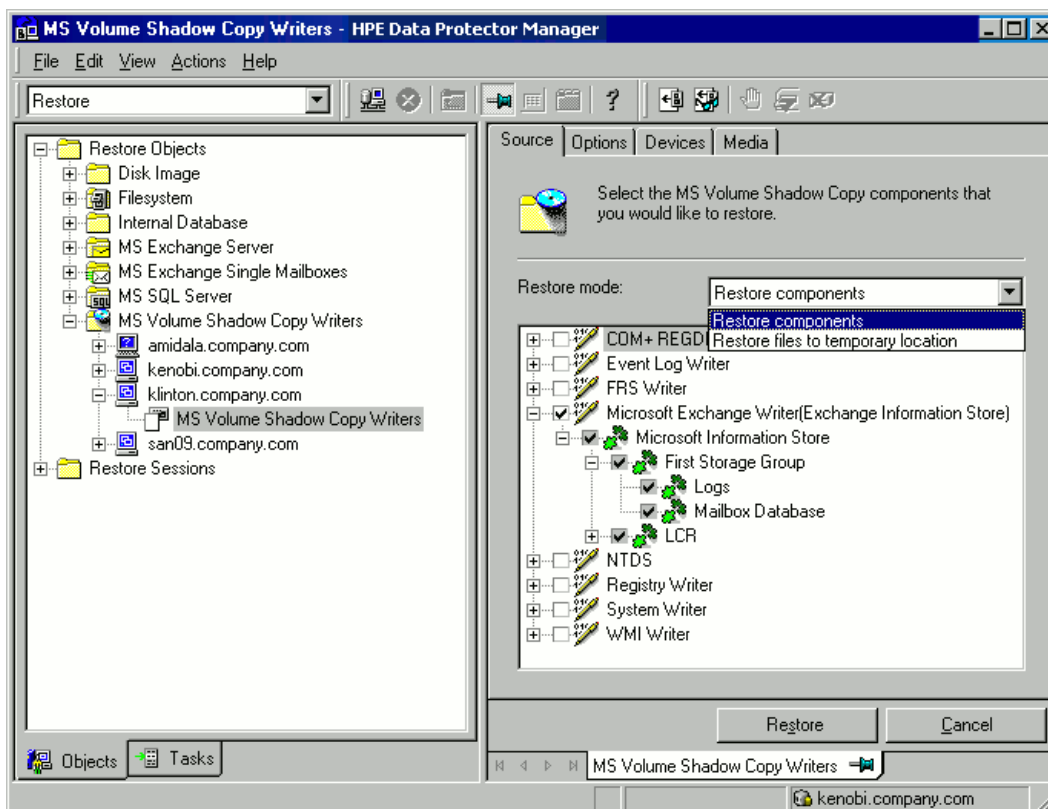 MS Volume Shadow Copy Writers - HPE Data Protector Manager
File Edit View Actions Help
Restore
Restore Objects
Disk Image
Filesystem
Internal Database
MS Exchange Server
MS Exchange Single Mailboxes
MS SQL Server
MS Volume Shadow Copy Writers
amidala.company.com
kenobi.company.com
klinton.company.com
MS Volume Shadow Copy Writers
san09.company.com
Restore Sessions
Objects Tasks
Source Options Devices Media
Select the MS Volume Shadow Copy components that
you would like to restore.
Restore mode: Restore components
Restore components
Restore files to temporary location
COM+ REGD
Event Log Writer
FRS Writer
Microsoft Exchange Writer(Exchange Information Store)
Microsoft Information Store
First Storage Group
Logs
Mailbox Database
LCR
NTDS
Registry Writer
System Writer
WMI Writer
Restore Cancel
MS Volume Shadow Copy Writers
kenobi.company.com